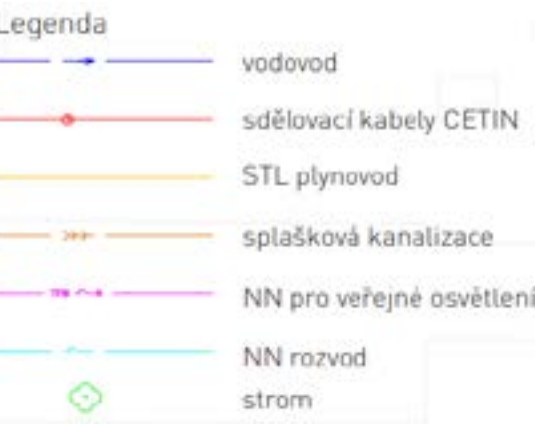 Legenda
vodovod
sdělovací kabely CETIN
STL plynovod
splašková kanalizace
NN pro veřejné osvětlení
NN rozvod
strom